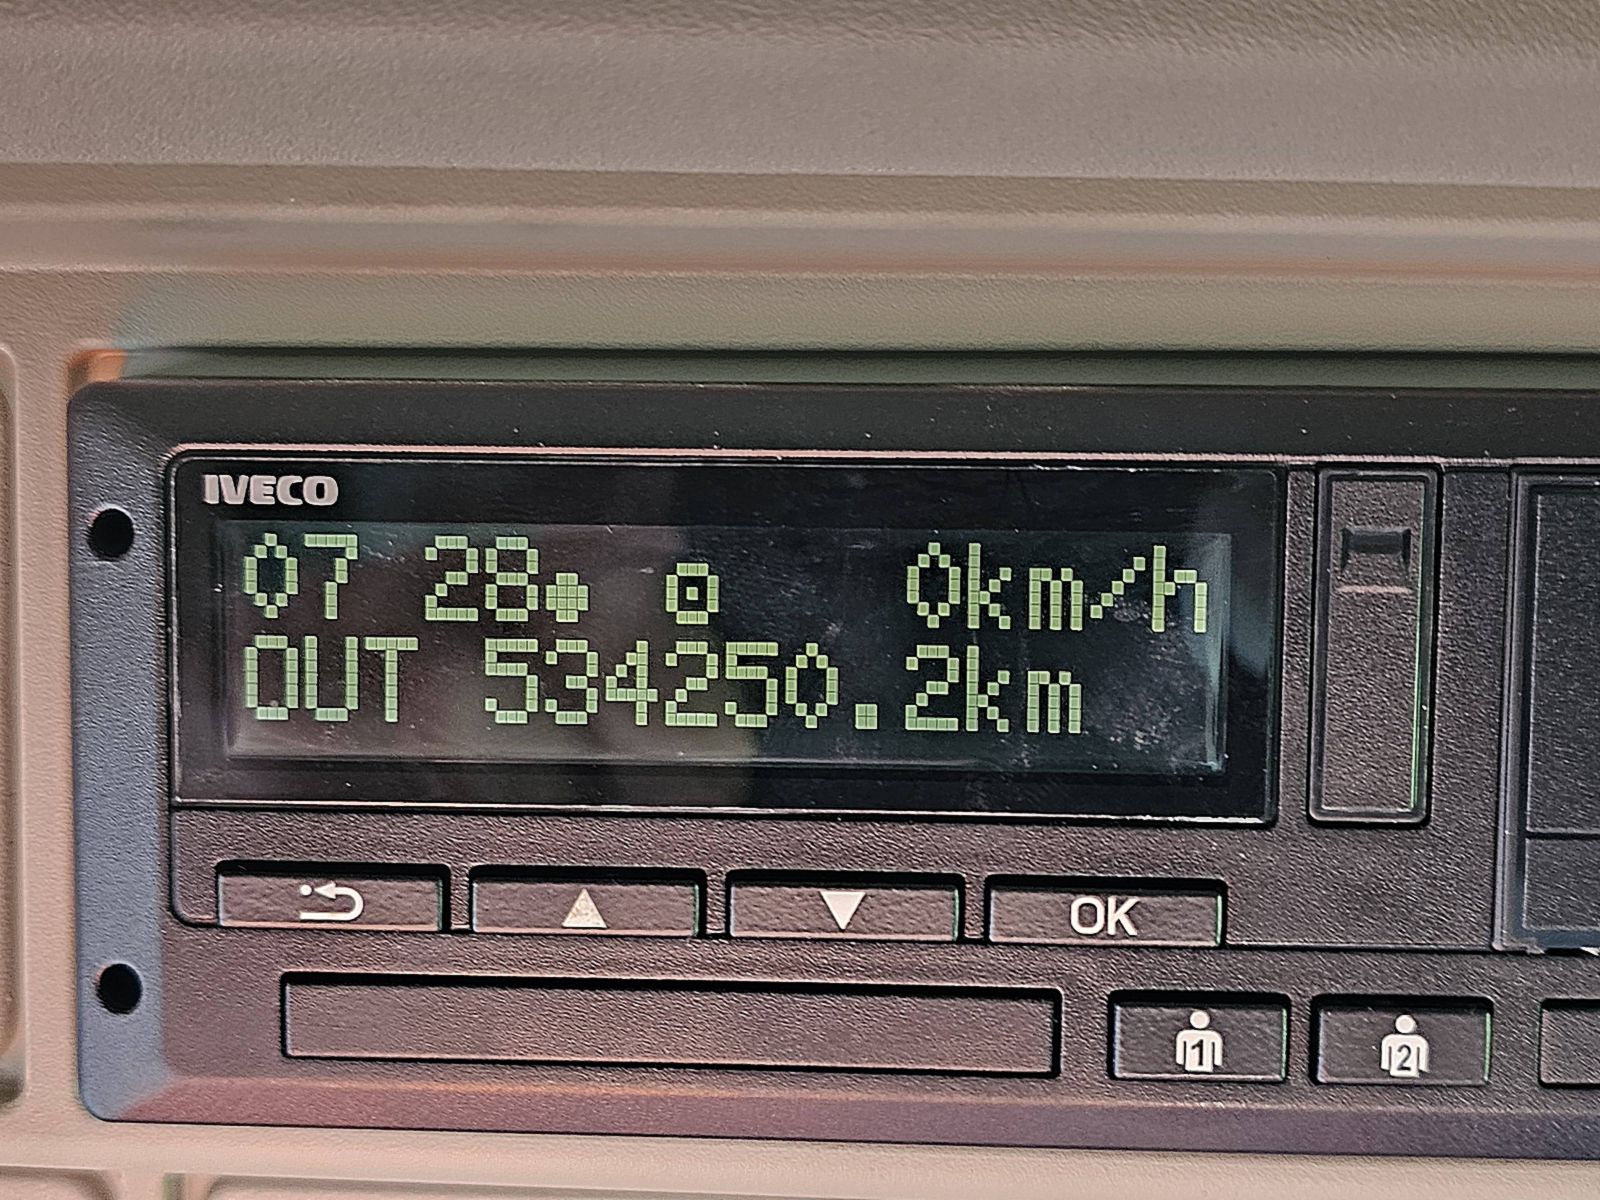 IVECO
07 28● ⊡ 0km/h
OUT 534250.2km
OK
1 2